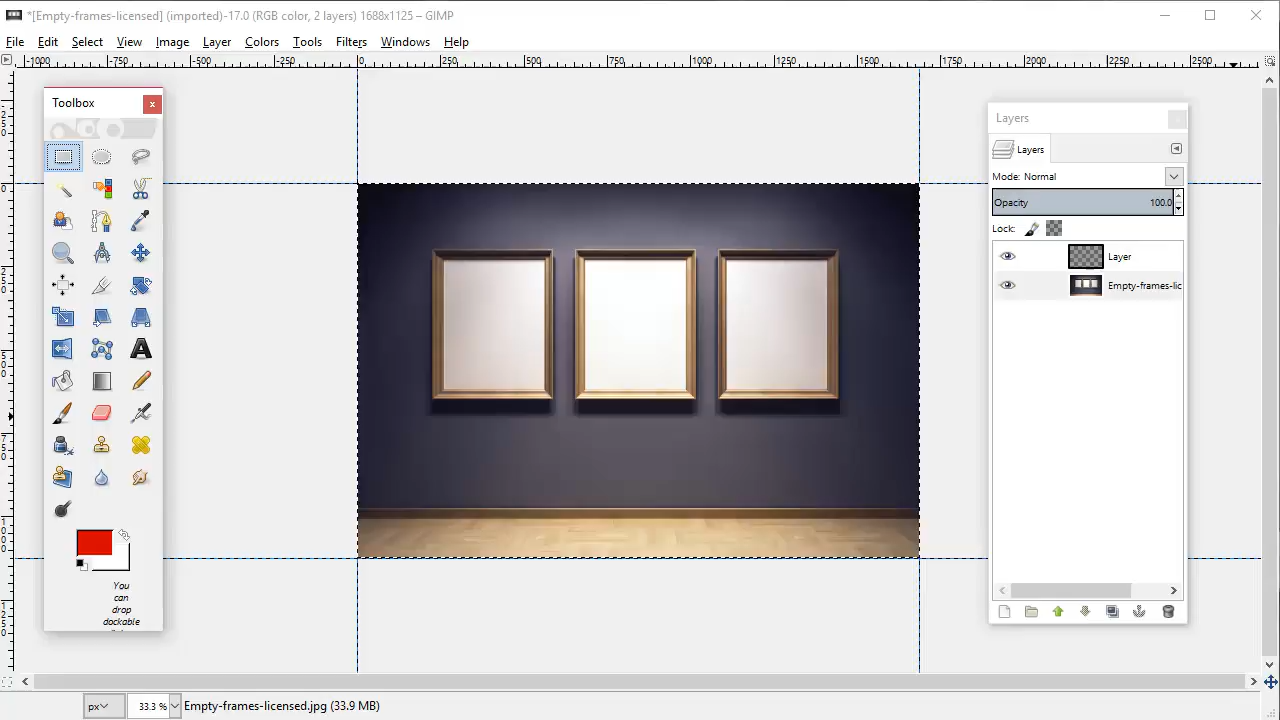 *[Empty-frames-licensed] (imported)-17.0 (RGB color, 2 layers) 1688x1125 – GIMP
File Edit Select View Image Layer Colors Tools Filters Windows Help
-1000 -750 -500 -250 0 250 500 750 1000 1250 1500 1750 2000 2250 2500
Toolbox
You
can
drop
dockable
Layers
Layers
Mode: Normal
Opacity 100.0
Lock:
Layer
Empty-frames-lic
px 33.3 % Empty-frames-licensed.jpg (33.9 MB)